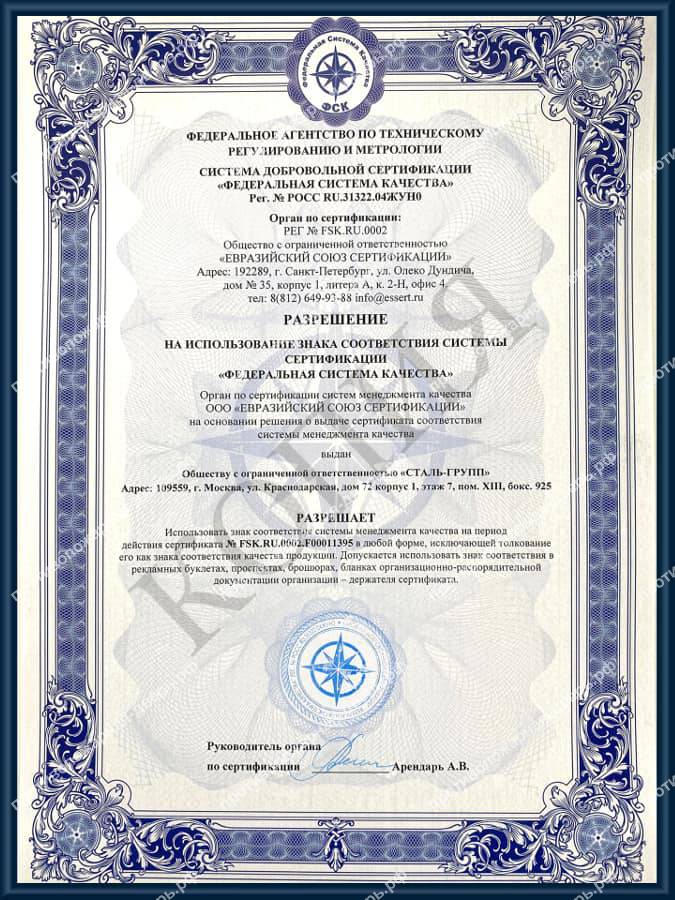 Федеральная Система Качества
ФСК
ФЕДЕРАЛЬНОЕ АГЕНТСТВО ПО ТЕХНИЧЕСКОМУ
РЕГУЛИРОВАНИЮ И МЕТРОЛОГИИ
СИСТЕМА ДОБРОВОЛЬНОЙ СЕРТИФИКАЦИИ
«ФЕДЕРАЛЬНАЯ СИСТЕМА КАЧЕСТВА»
Рег. № РОСС RU.31322.04ЖУН0
Орган по сертификации:
РЕГ № FSK.RU.0002
Общество с ограниченной ответственностью
«ЕВРАЗИЙСКИЙ СОЮЗ СЕРТИФИКАЦИИ»
Адрес: 192289, г. Санкт-Петербург, ул. Олеко Дундича,
дом № 35, корпус 1, литера А, к. 2-Н, офис 4
тел: 8(812) 649-93-88 info@essert.ru
РАЗРЕШЕНИЕ
НА ИСПОЛЬЗОВАНИЕ ЗНАКА СООТВЕТСТВИЯ СИСТЕМЫ
СЕРТИФИКАЦИИ
«ФЕДЕРАЛЬНАЯ СИСТЕМА КАЧЕСТВА»
Орган по сертификации систем менеджмента качества
ООО «ЕВРАЗИЙСКИЙ СОЮЗ СЕРТИФИКАЦИИ»
на основании решения о выдаче сертификата соответствия
системы менеджмента качества
выдан
Обществу с ограниченной ответственностью «СТАЛЬ-ГРУПП»
Адрес: 109559, г. Москва, ул. Краснодарская, дом 72 корпус 1, этаж 7, пом. XIII, бокс. 925
РАЗРЕШАЕТ
Использовать знак соответствия системы менеджмента качества на период
действия сертификата № FSK.RU.0002.F00011395 в любой форме, исключающей толкование
его как знака соответствия качества продукции. Допускается использовать знак соответствия в
рекламных буклетах, проспектах, брошюрах, бланках организационно-распорядительной
документации организации – держателя сертификата.
КОПИЯ
Руководитель органа
по сертификации Арендарь А.В.